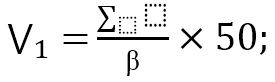 V₁ = (∑⬚ ⬚)/β × 50;